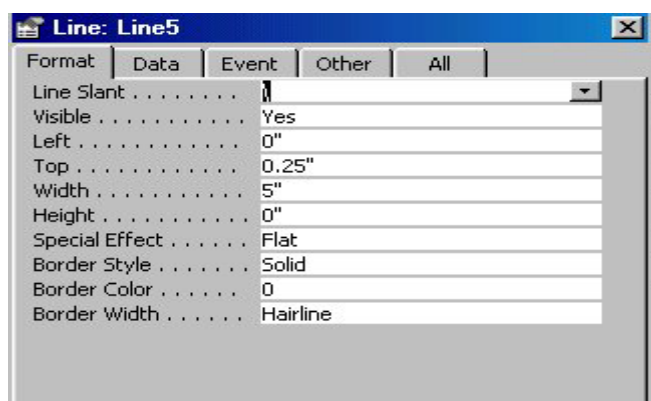 Line: Line5
Format Data Event Other All
Line Slant . . . . . . . . \
Visible . . . . . . . . . . . Yes
Left . . . . . . . . . . . . . 0"
Top . . . . . . . . . . . . . 0.25"
Width . . . . . . . . . . . 5"
Height . . . . . . . . . . . . 0"
Special Effect . . . . . . Flat
Border Style . . . . . . . Solid
Border Color . . . . . . 0
Border Width . . . . . . Hairline